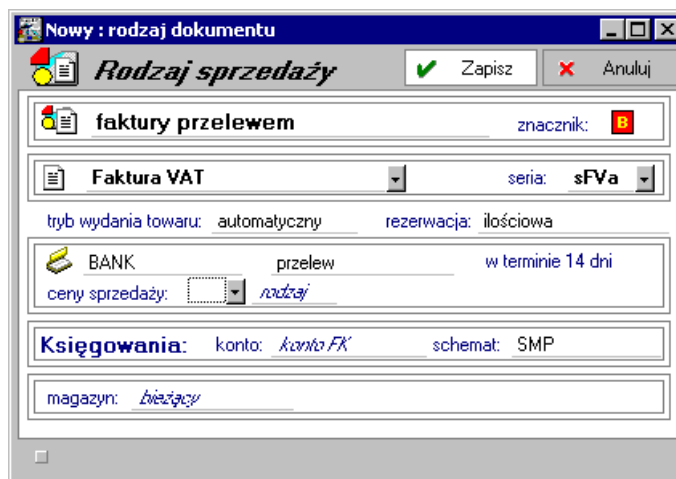 Nowy : rodzaj dokumentu
Rodzaj sprzedaży Zapisz Anuluj
faktury przelewem znacznik: B
Faktura VAT seria: sFVa
tryb wydania towaru: automatyczny rezerwacja: ilościowa
BANK przelew w terminie 14 dni
ceny sprzedaży: rodzaj
Księgowania: konto: konto FK schemat: SMP
magazyn: bieżący